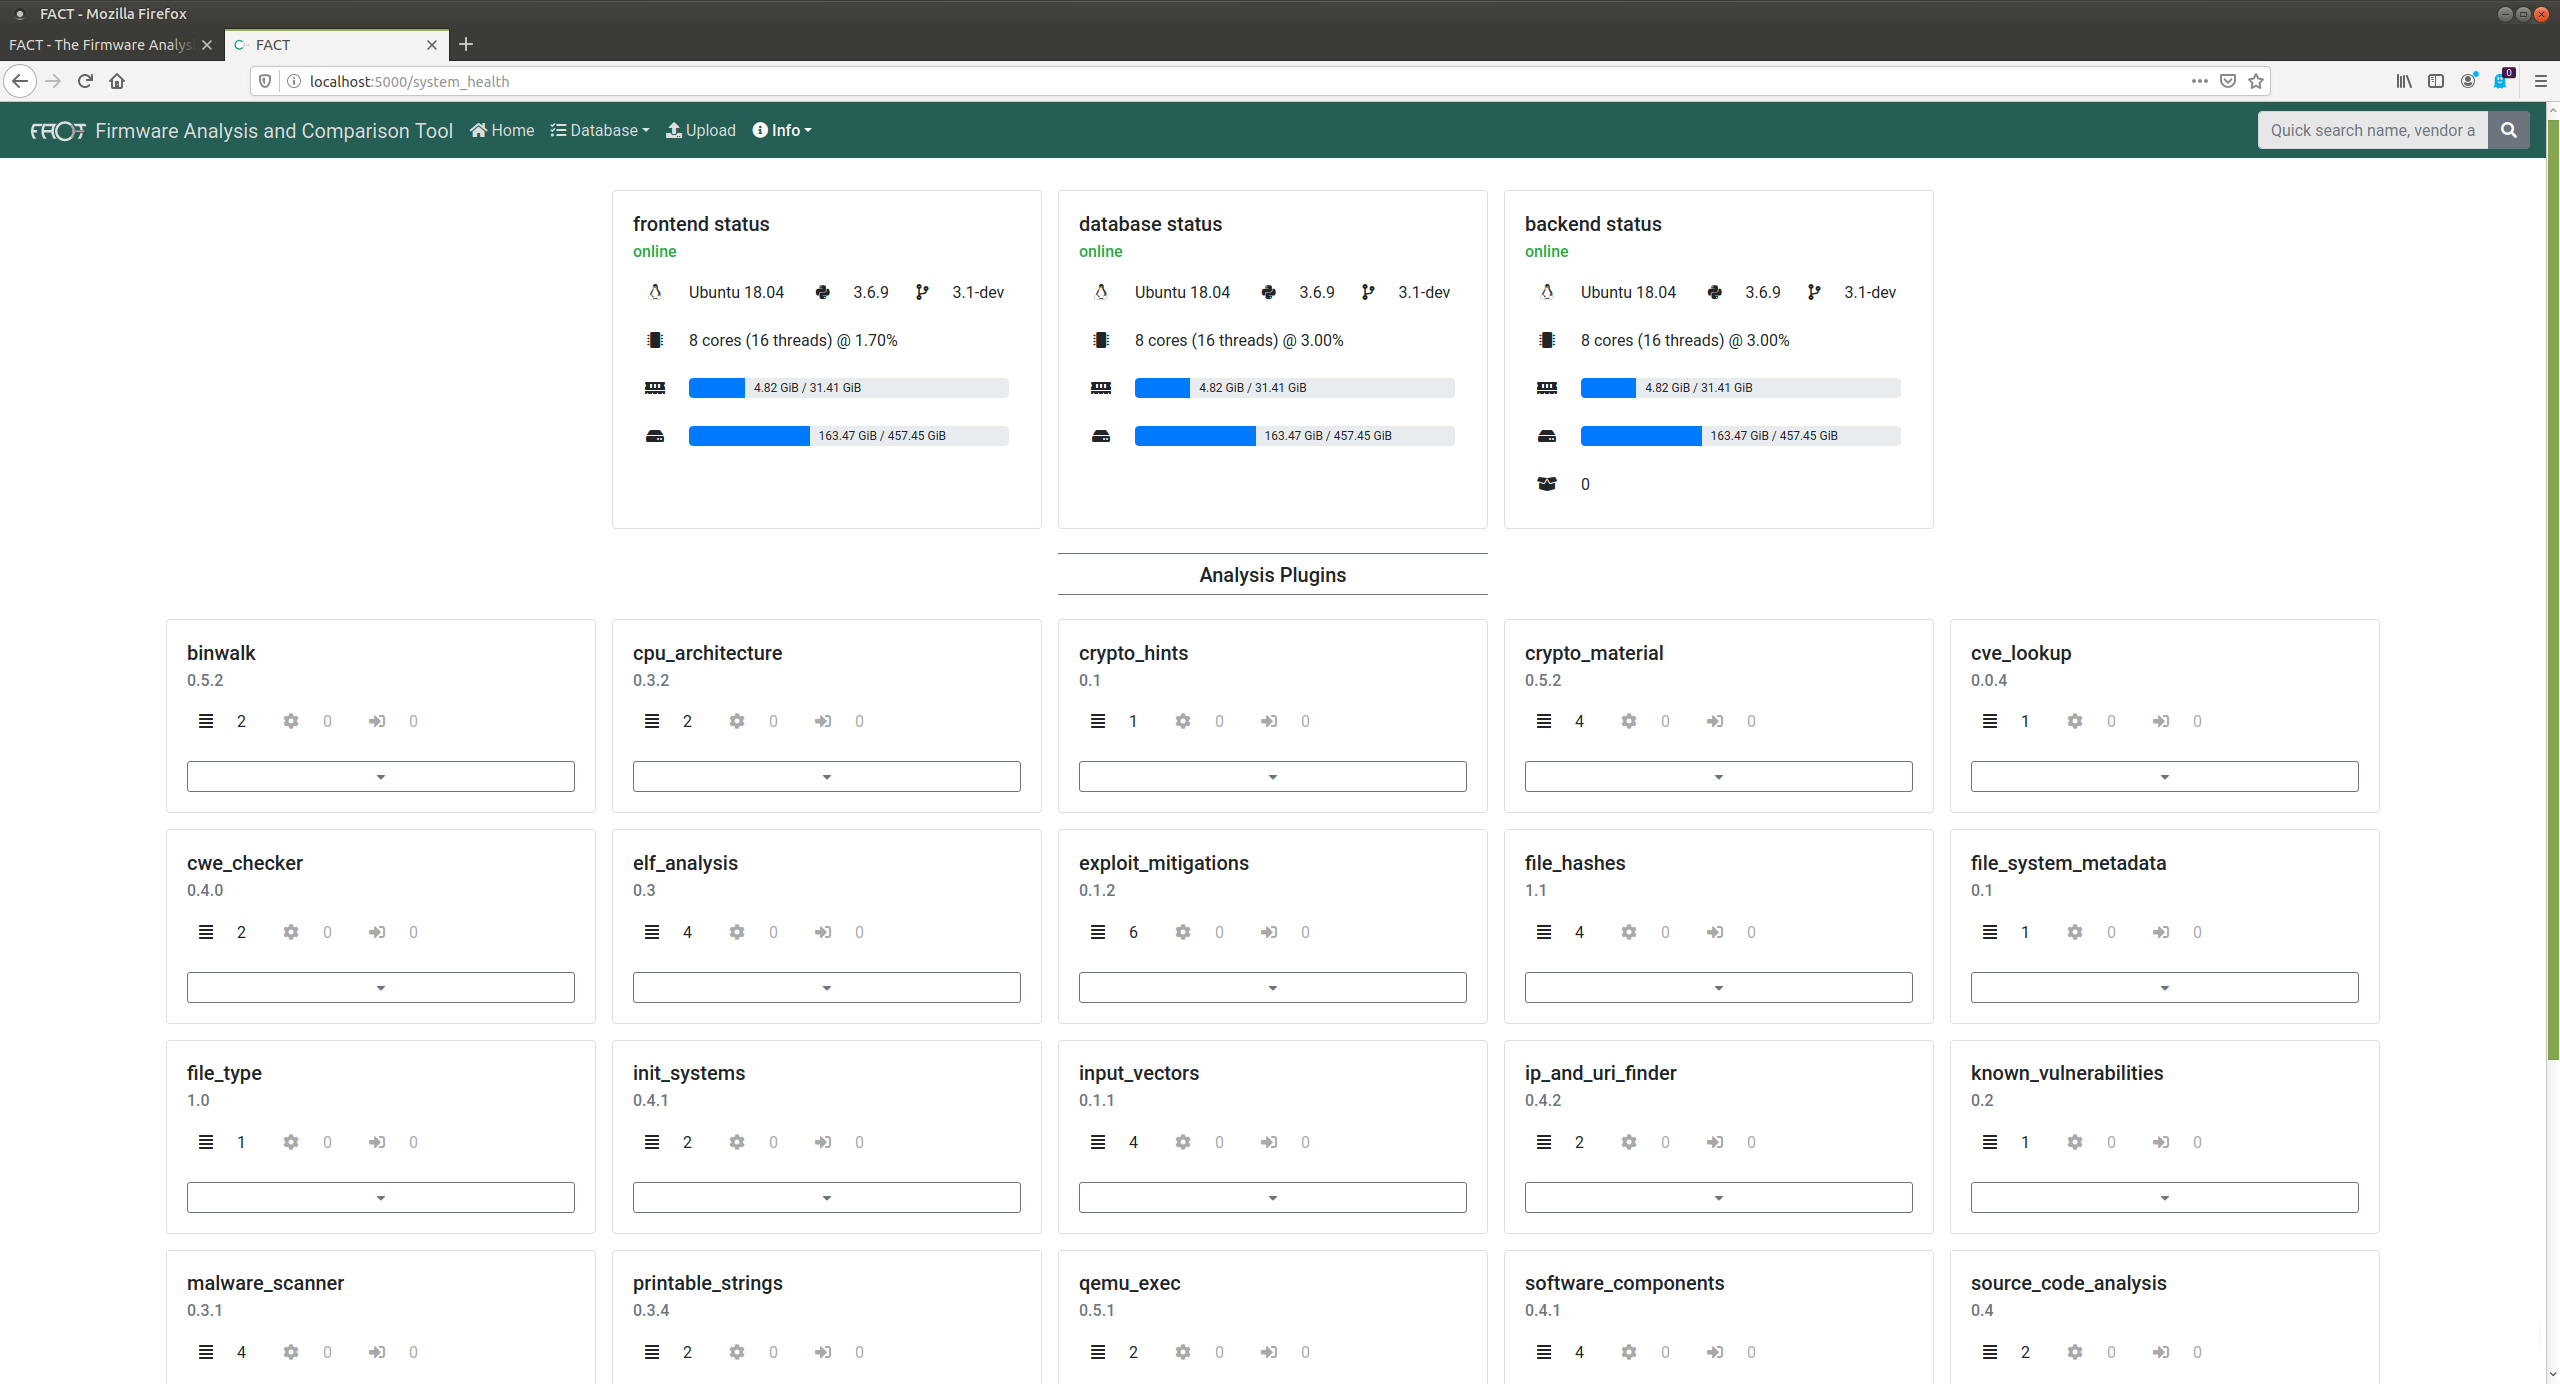 FACT - Mozilla Firefox
FACT - The Firmware Analys
FACT
localhost:5000/system_health
0
FACT Firmware Analysis and Comparison Tool Home Database Upload Info
Quick search name, vendor a
frontend status
online
Ubuntu 18.04 3.6.9 3.1-dev
8 cores (16 threads) @ 1.70%
4.82 GiB / 31.41 GiB
163.47 GiB / 457.45 GiB
database status
online
Ubuntu 18.04 3.6.9 3.1-dev
8 cores (16 threads) @ 3.00%
4.82 GiB / 31.41 GiB
163.47 GiB / 457.45 GiB
backend status
online
Ubuntu 18.04 3.6.9 3.1-dev
8 cores (16 threads) @ 3.00%
4.82 GiB / 31.41 GiB
163.47 GiB / 457.45 GiB
0
Analysis Plugins
binwalk
0.5.2
2 0 0
cpu_architecture
0.3.2
2 0 0
crypto_hints
0.1
1 0 0
crypto_material
0.5.2
4 0 0
cve_lookup
0.0.4
1 0 0
cwe_checker
0.4.0
2 0 0
elf_analysis
0.3
4 0 0
exploit_mitigations
0.1.2
6 0 0
file_hashes
1.1
4 0 0
file_system_metadata
0.1
1 0 0
file_type
1.0
1 0 0
init_systems
0.4.1
2 0 0
input_vectors
0.1.1
4 0 0
ip_and_uri_finder
0.4.2
2 0 0
known_vulnerabilities
0.2
1 0 0
malware_scanner
0.3.1
4 0 0
printable_strings
0.3.4
2 0 0
qemu_exec
0.5.1
2 0 0
software_components
0.4.1
4 0 0
source_code_analysis
0.4
2 0 0